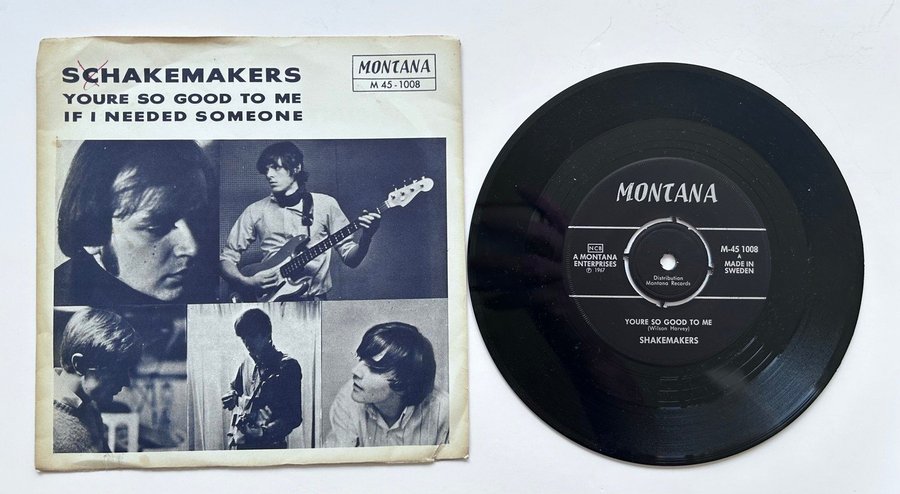 SCHAKEMAKERS
YOURE SO GOOD TO ME
IF I NEEDED SOMEONE
MONTANA
M 45-1008
MONTANA
NCB
A MONTANA
ENTERPRISES
℗ 1967
M-45 1008
A
MADE IN
SWEDEN
Distribution
Montana Records
YOURE SO GOOD TO ME
(Wilson Harvey)
SHAKEMAKERS